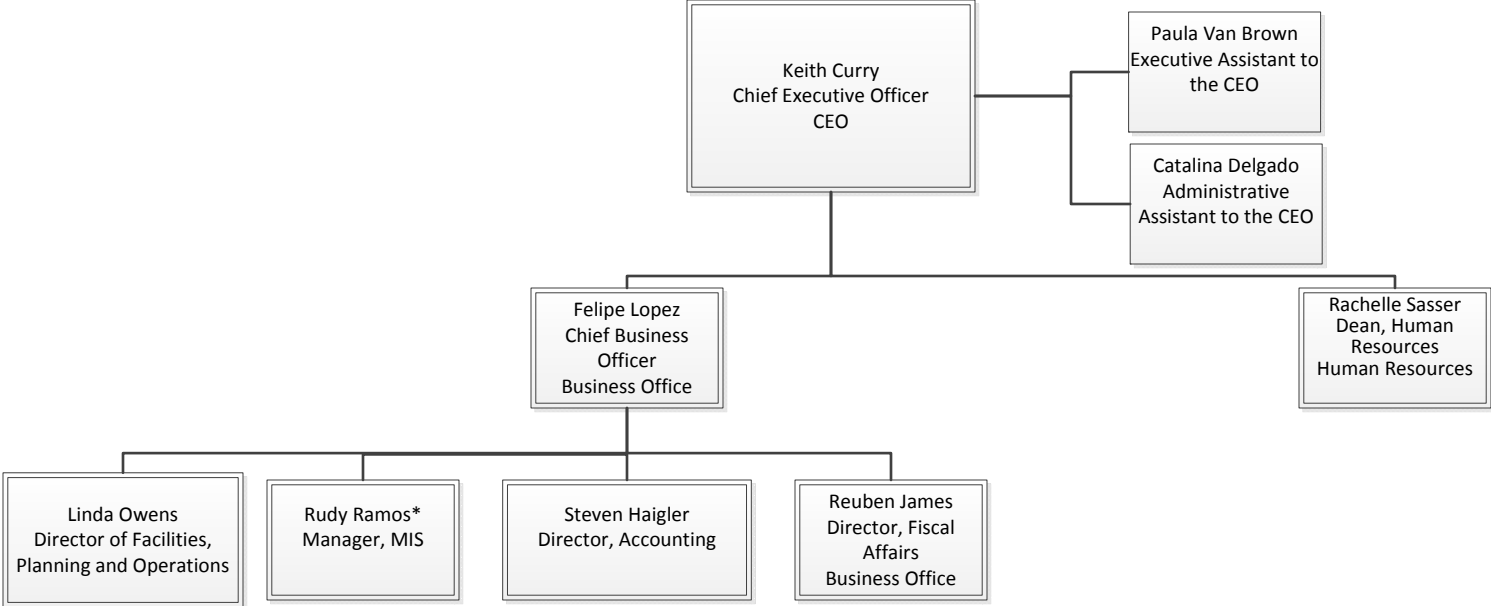 Keith Curry
Chief Executive Officer
CEO
Paula Van Brown
Executive Assistant to
the CEO
Catalina Delgado
Administrative
Assistant to the CEO
Felipe Lopez
Chief Business
Officer
Business Office
Rachelle Sasser
Dean, Human
Resources
Human Resources
Linda Owens
Director of Facilities,
Planning and Operations
Rudy Ramos*
Manager, MIS
Steven Haigler
Director, Accounting
Reuben James
Director, Fiscal
Affairs
Business Office